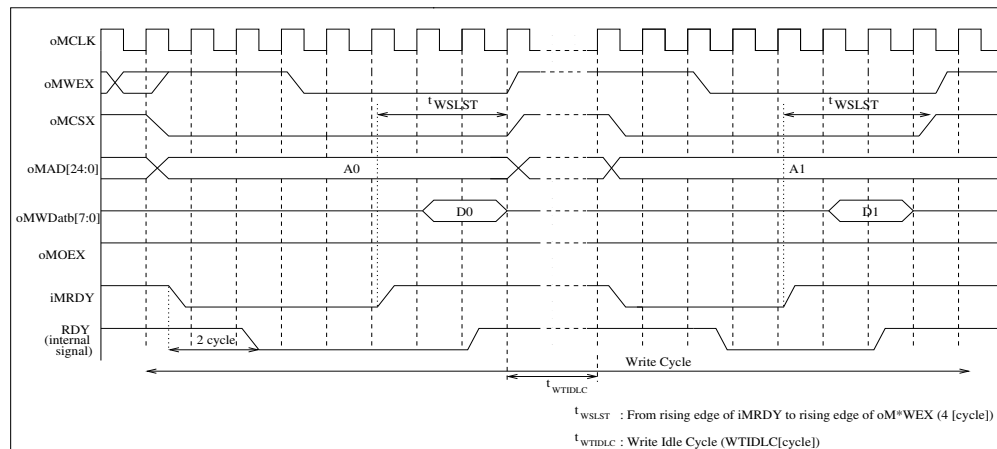 oMCLK
oMWEX
tWSLST tWSLST
oMCSX
oMAD[24:0] A0 A1
oMWDatb[7:0] D0 D1
oMOEX
iMRDY
RDY
(internal
signal)
2 cycle
Write Cycle
tWTIDLC
tWSLST : From rising edge of iMRDY to rising edge of oM*WEX (4 [cycle])
tWTIDLC : Write Idle Cycle (WTIDLC[cycle])